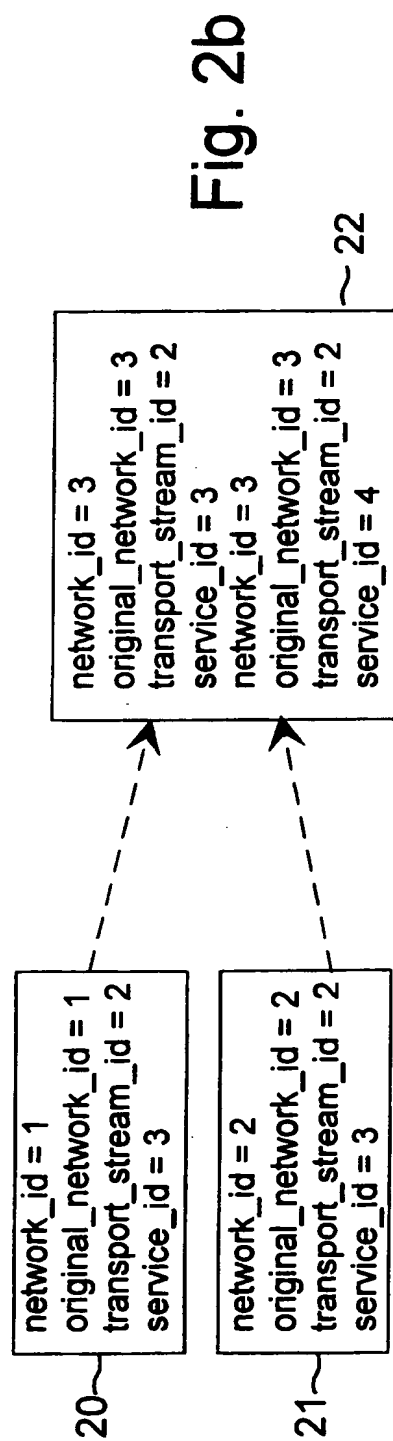 20
network_id = 1
original_network_id = 1
transport_stream_id = 2
service_id = 3
21
network_id = 2
original_network_id = 2
transport_stream_id = 2
service_id = 3
network_id = 3
original_network_id = 3
transport_stream_id = 2
service_id = 3
network_id = 3
original_network_id = 3
transport_stream_id = 2
service_id = 4
22
Fig. 2b